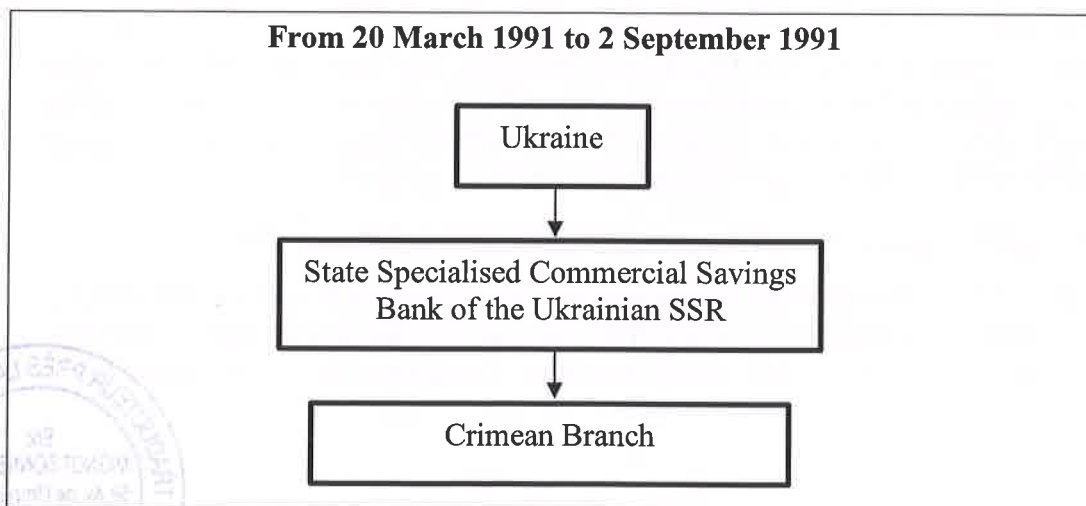 From 20 March 1991 to 2 September 1991
Ukraine
State Specialised Commercial Savings
Bank of the Ukrainian SSR
Crimean Branch